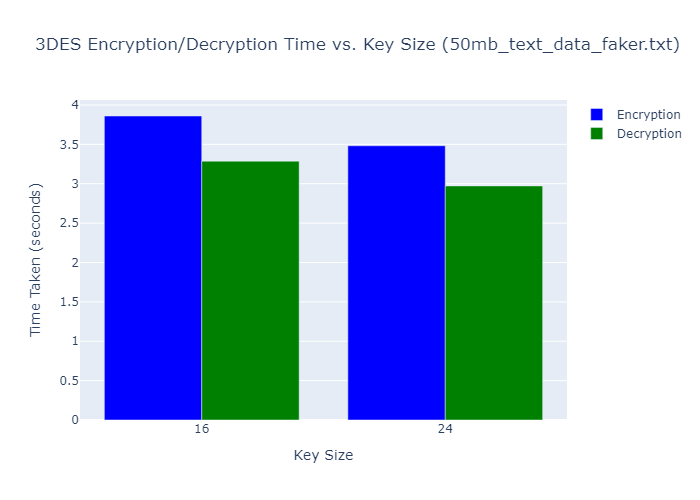 3DES Encryption/Decryption Time vs. Key Size (50mb_text_data_faker.txt)
Encryption
Decryption
4
3.5
3
2.5
2
1.5
1
0.5
0
Time Taken (seconds)
16
24
Key Size